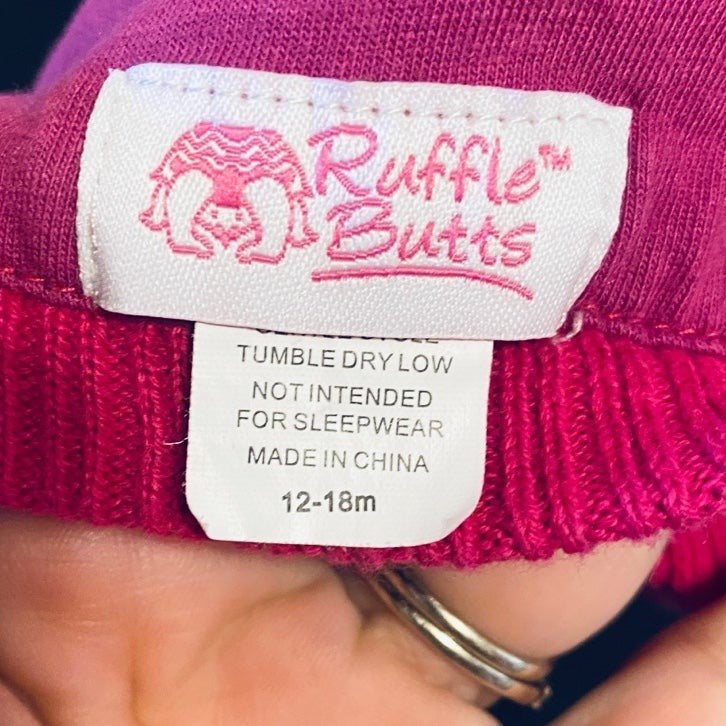 Ruffle™
Butts
TUMBLE DRY LOW
NOT INTENDED
FOR SLEEPWEAR
MADE IN CHINA
12-18m